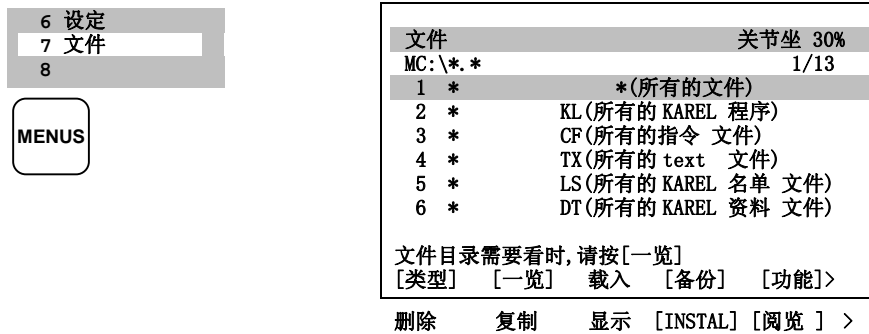 6 设定
7 文件
8
MENUS
文件 关节坐 30%
MC:\*.* 1/13
1 * *(所有的文件)
2 * KL(所有的 KAREL 程序)
3 * CF(所有的指令 文件)
4 * TX(所有的 text 文件)
5 * LS(所有的 KAREL 名单 文件)
6 * DT(所有的 KAREL 资料 文件)
文件目录需要看时,请按[一览]
[类型] [一览] 载入 [备份] [功能]>
删除 复制 显示 [INSTAL] [阅览 ] >